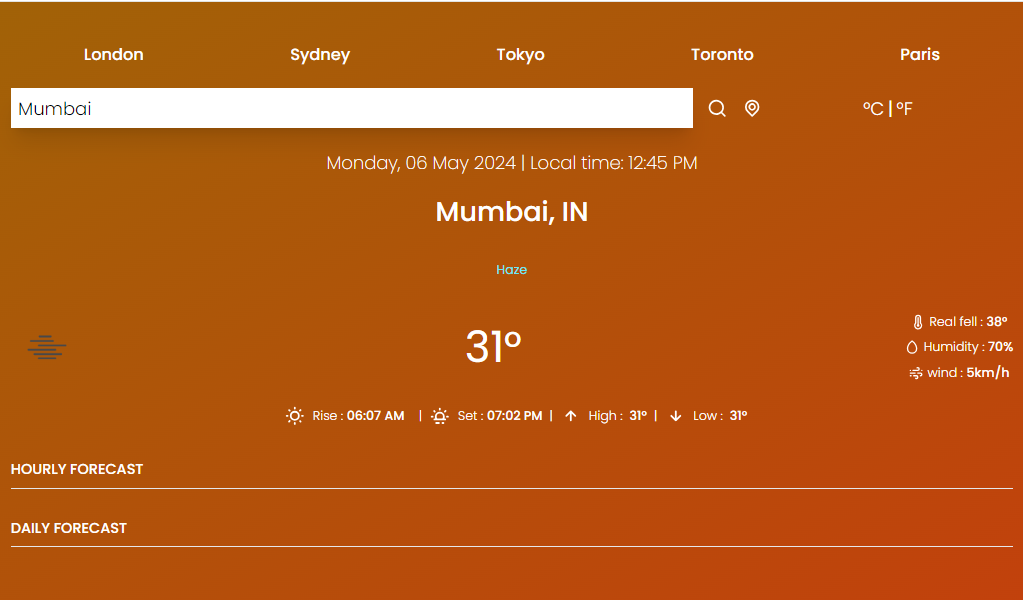 London Sydney Tokyo Toronto Paris
Mumbai
°C | °F
Monday, 06 May 2024 | Local time: 12:45 PM
Mumbai, IN
Haze
31°
Real fell : 38°
Humidity : 70%
wind : 5km/h
Rise : 06:07 AM | Set : 07:02 PM | High : 31° | Low : 31°
HOURLY FORECAST
DAILY FORECAST